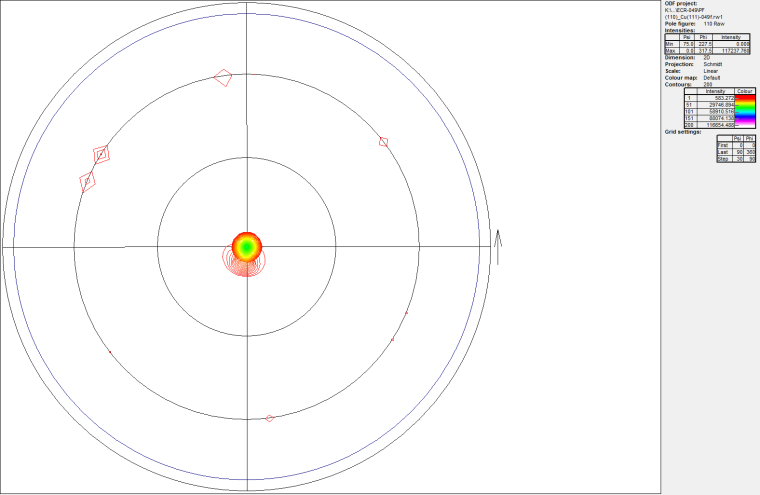 ODF project:
K:\...\ECR-049\PF
(110)_Cu(111)-049f.rw1
Pole figure: 110 Raw
Intensities:
Psi Phi Intensity
Min 75.0 227.5 0.000
Max 0.0 317.5 117237.760
Dimension: 2D
Projection: Schmidt
Scale: Linear
Colour map: Default
Contours: 200
Intensity Colour
1 583.272
51 29746.894
101 58910.516
151 88074.138
200 116654.488
Grid settings:
Psi Phi
First 0 0
Last 90 360
Step 30 90